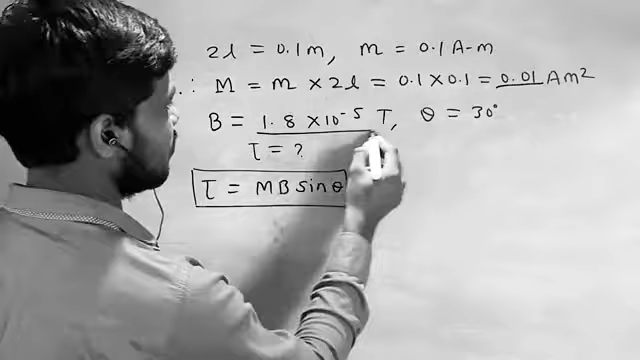 2l = 0.1m, m = 0.1 A-m
∴ M = m × 2l = 0.1 × 0.1 = 0.01 Am²
B = 1.8 × 10⁻⁵ T, θ = 30°
τ = ?
τ = MB sinθ